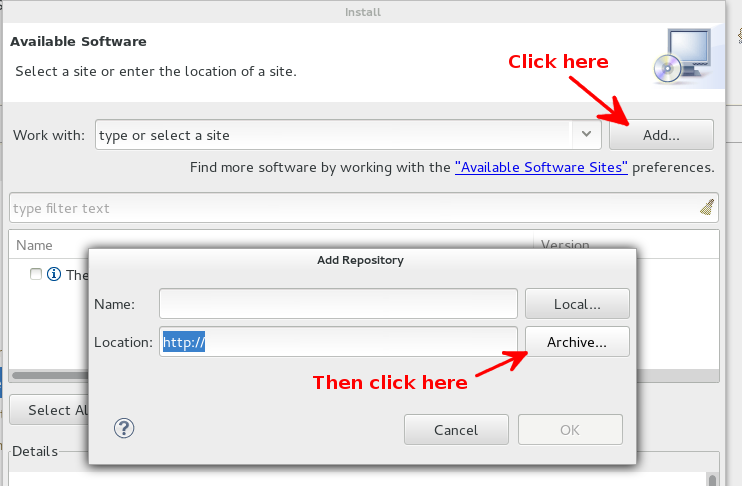 Install
Available Software
Select a site or enter the location of a site.
Click here
Work with: type or select a site Add...
Find more software by working with the "Available Software Sites" preferences.
type filter text
Name Version
The
Add Repository
Name: Local...
Location: http:// Archive...
Then click here
Select Al
? Cancel OK
Details